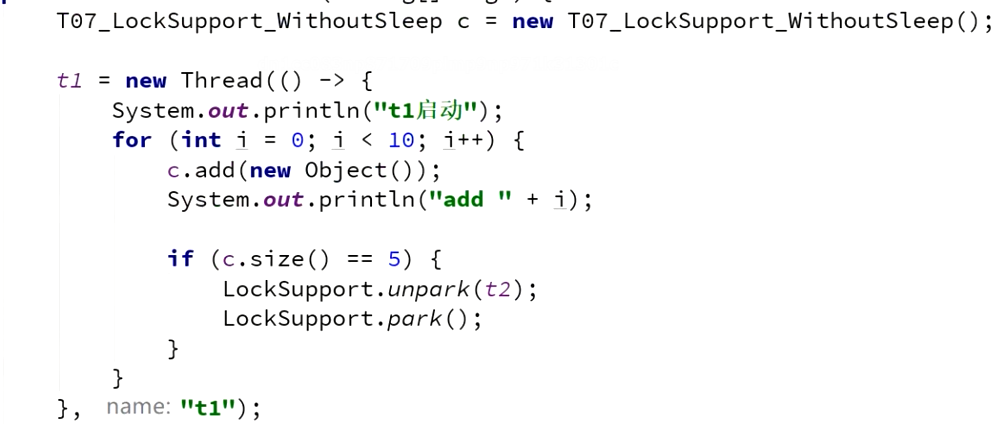 T07_LockSupport_WithoutSleep c = new T07_LockSupport_WithoutSleep();
t1 = new Thread(() -> {
System.out.println("t1启动");
for (int i = 0; i < 10; i++) {
c.add(new Object());
System.out.println("add " + i);
if (c.size() == 5) {
LockSupport.unpark(t2);
LockSupport.park();
}
}
}, name: "t1");